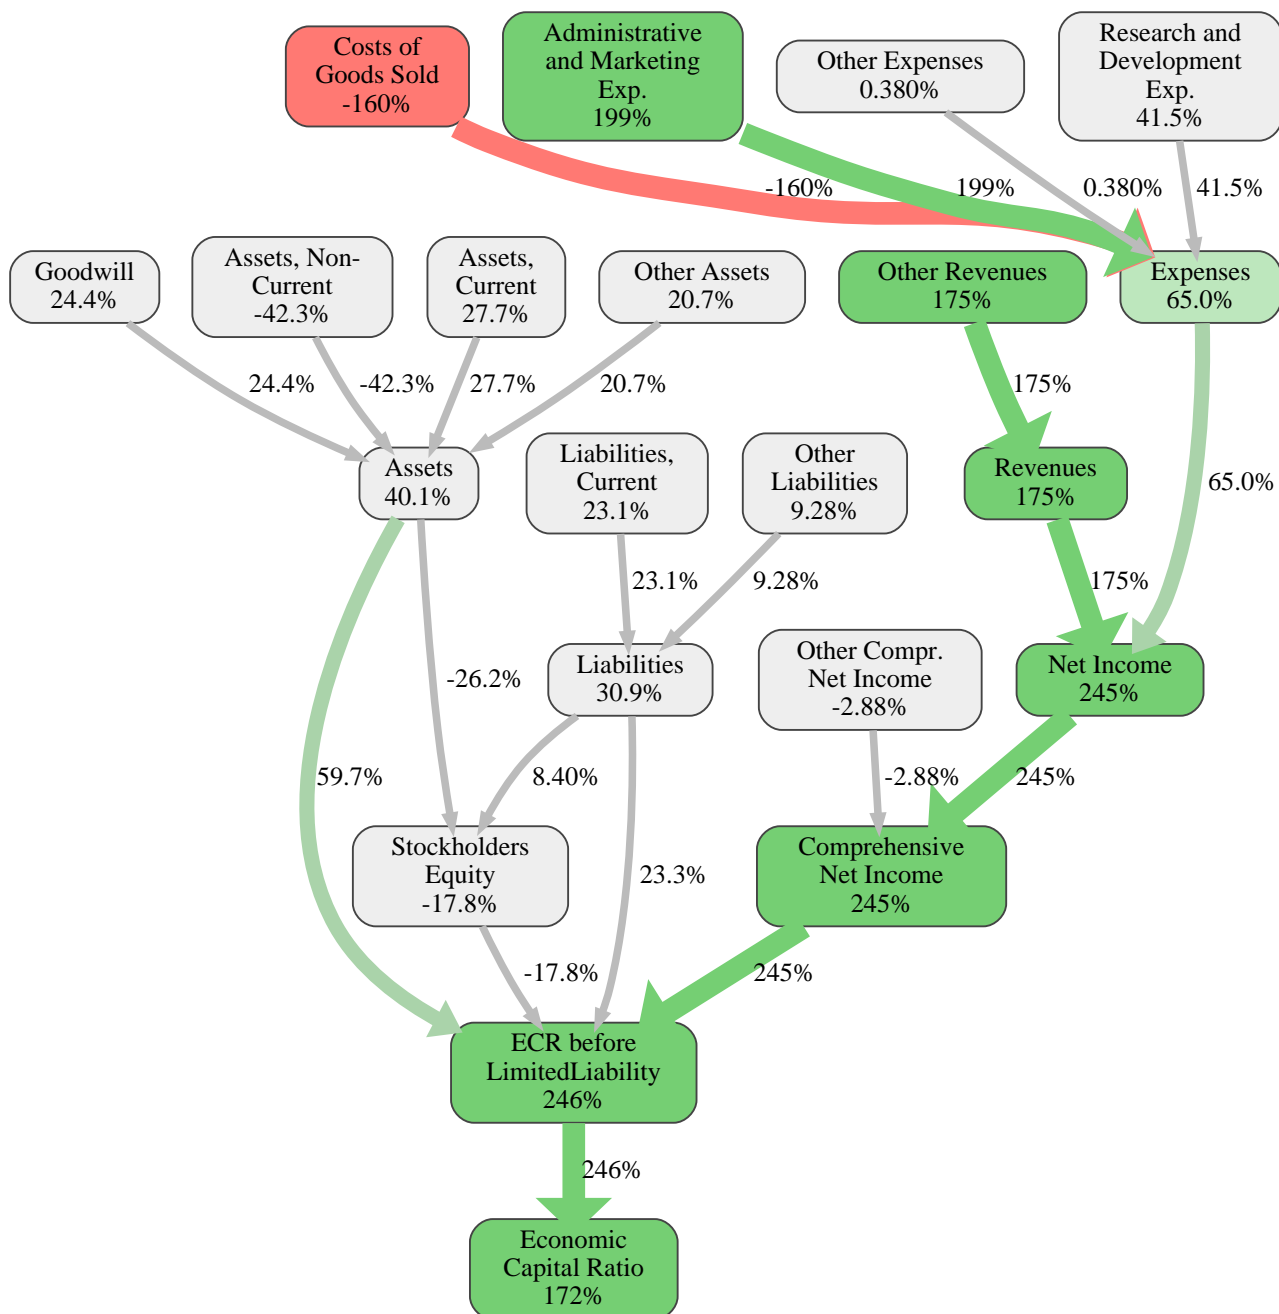 Costs of
Goods Sold
-160%
Administrative
and Marketing
Exp.
199%
Other Expenses
0.380%
Research and
Development
Exp.
41.5%
-160%
199%
0.380%
41.5%
Goodwill
24.4%
Assets, Non-
Current
-42.3%
Assets,
Current
27.7%
Other Assets
20.7%
Other Revenues
175%
Expenses
65.0%
24.4%
-42.3%
27.7%
20.7%
175%
Assets
40.1%
Liabilities,
Current
23.1%
Other
Liabilities
9.28%
Revenues
175%
65.0%
23.1%
9.28%
175%
-26.2%
Liabilities
30.9%
Other Compr.
Net Income
-2.88%
Net Income
245%
59.7%
8.40%
-2.88%
245%
Stockholders
Equity
-17.8%
23.3%
Comprehensive
Net Income
245%
-17.8%
245%
ECR before
LimitedLiability
246%
246%
Economic
Capital Ratio
172%